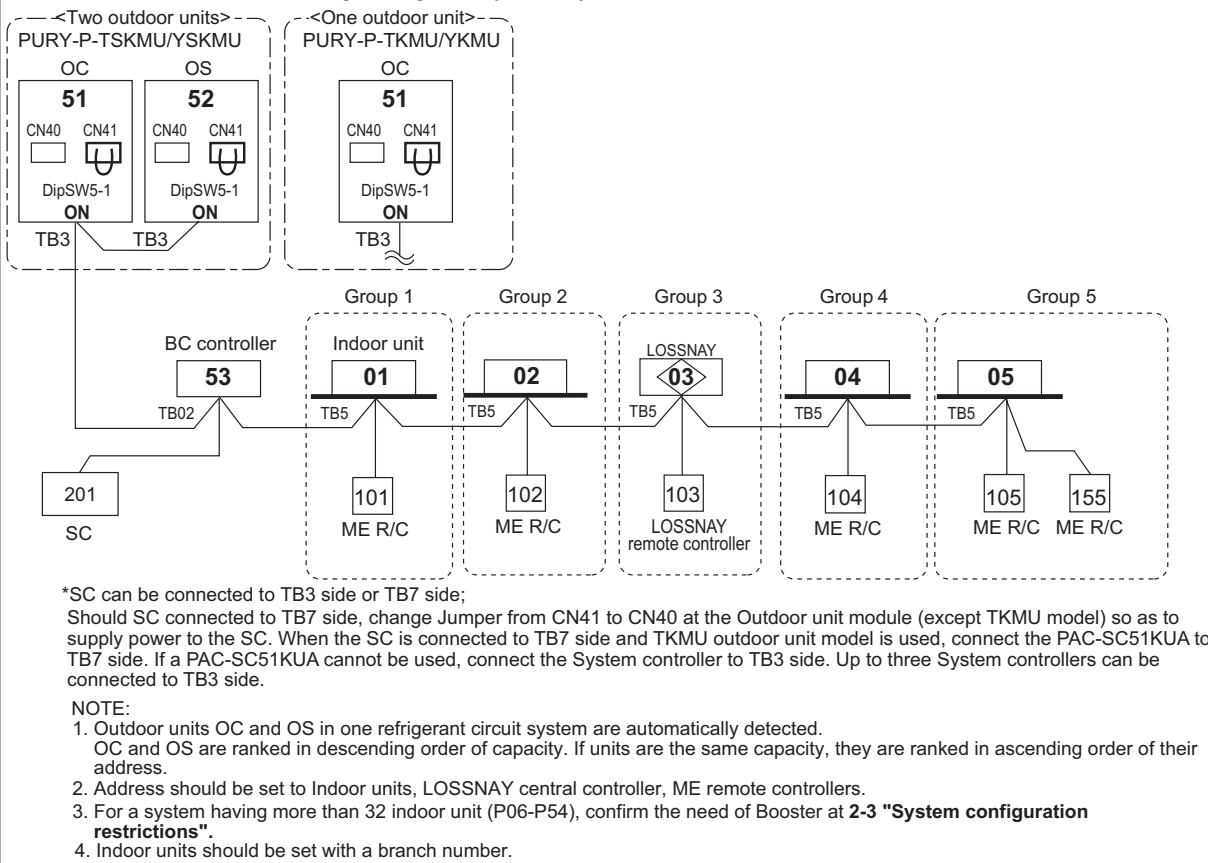 <Two outdoor units>
PURY-P-TSKMU/YSKMU
OC OS
51 52
CN40 CN41 CN40 CN41
DipSW5-1 DipSW5-1
ON ON
TB3 TB3
<One outdoor unit>
PURY-P-TKMU/YKMU
OC
51
CN40 CN41
DipSW5-1
ON
TB3
Group 1 Group 2 Group 3 Group 4 Group 5
BC controller Indoor unit LOSSNAY
53 01 02 03 04 05
TB02 TB5 TB5 TB5 TB5 TB5
201 101 102 103 104 105 155
SC ME R/C ME R/C LOSSNAY ME R/C ME R/C ME R/C
remote controller
*SC can be connected to TB3 side or TB7 side;
Should SC connected to TB7 side, change Jumper from CN41 to CN40 at the Outdoor unit module (except TKMU model) so as to
supply power to the SC. When the SC is connected to TB7 side and TKMU outdoor unit model is used, connect the PAC-SC51KUA to
TB7 side. If a PAC-SC51KUA cannot be used, connect the System controller to TB3 side. Up to three System controllers can be
connected to TB3 side.
NOTE:
1. Outdoor units OC and OS in one refrigerant circuit system are automatically detected.
OC and OS are ranked in descending order of capacity. If units are the same capacity, they are ranked in ascending order of their
address.
2. Address should be set to Indoor units, LOSSNAY central controller, ME remote controllers.
3. For a system having more than 32 indoor unit (P06-P54), confirm the need of Booster at 2-3 "System configuration
restrictions".
4. Indoor units should be set with a branch number.